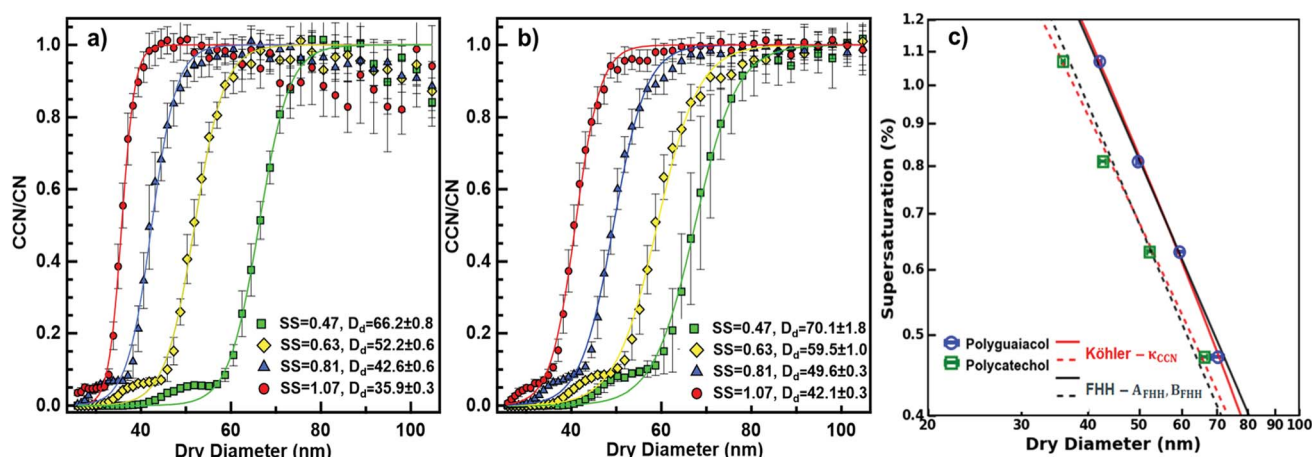 a)
CCN/CN
1.0
0.8
0.6
0.4
0.2
0.0
SS=0.47, Dd=66.2±0.8
SS=0.63, Dd=52.2±0.6
SS=0.81, Dd=42.6±0.6
SS=1.07, Dd=35.9±0.3
40 60 80 100
Dry Diameter (nm)
b)
CCN/CN
1.0
0.8
0.6
0.4
0.2
0.0
SS=0.47, Dd=70.1±1.8
SS=0.63, Dd=59.5±1.0
SS=0.81, Dd=49.6±0.3
SS=1.07, Dd=42.1±0.3
40 60 80 100
Dry Diameter (nm)
c)
Supersaturation (%)
1.2
1.1
1.0
0.9
0.8
0.7
0.6
0.5
0.4
Polyguaiacol
Polycatechol
Köhler – κCCN
FHH – AFHH, BFHH
20 30 40 50 60 70 80 90 100
Dry Diameter (nm)